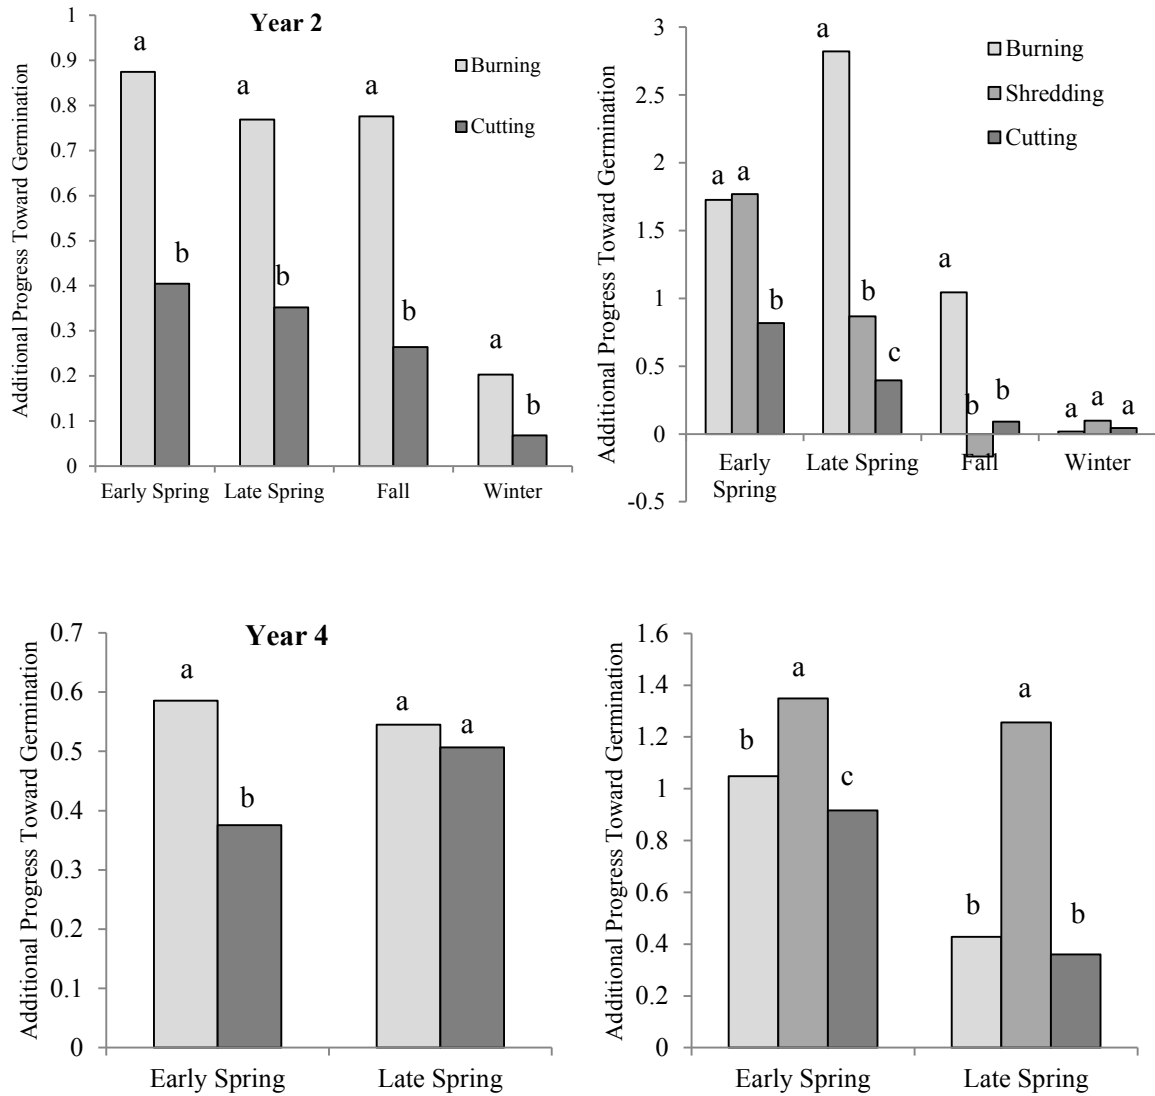 Year 2
Additional Progress Toward Germination
1
0.9
0.8
0.7
0.6
0.5
0.4
0.3
0.2
0.1
0
a
b
a
b
a
b
a
b
Burning
Cutting
Early Spring
Late Spring
Fall
Winter
Additional Progress Toward Germination
3
2.5
2
1.5
1
0.5
0
-0.5
a
a
b
a
b
c
a
b
b
a
a
a
Burning
Shredding
Cutting
Early
Spring
Late Spring
Fall
Winter
Year 4
Additional Progress Toward Germination
0.7
0.6
0.5
0.4
0.3
0.2
0.1
0
a
b
a
a
Early Spring
Late Spring
Additional Progress Toward Germination
1.6
1.4
1.2
1
0.8
0.6
0.4
0.2
0
b
a
c
b
a
b
Early Spring
Late Spring